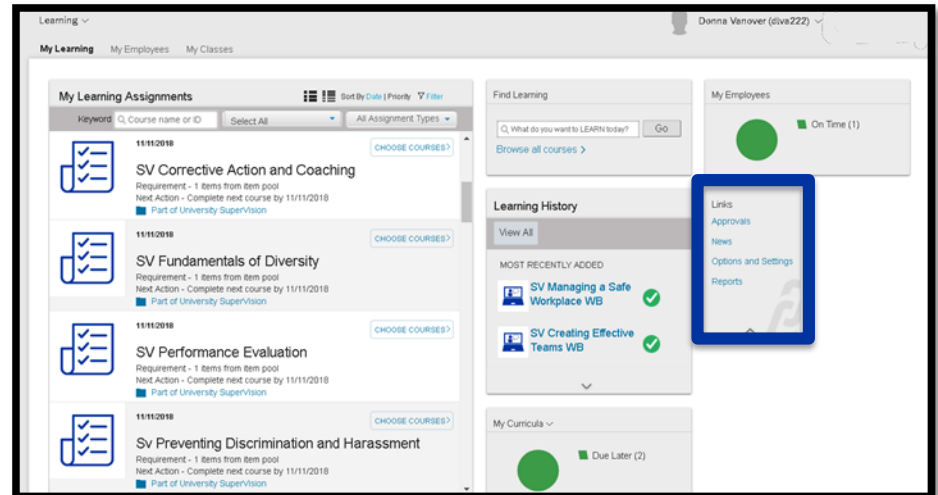 Learning
Donna Vanover (dlva222)
My Learning My Employees My Classes
My Learning Assignments
Sort By Date | Priority Filter
Keyword Course name or ID Select All All Assignment Types
11/11/2018
CHOOSE COURSES>
SV Corrective Action and Coaching
Requirement - 1 items from item pool
Next Action - Complete next course by 11/11/2018
Part of University SuperVision
11/11/2018
CHOOSE COURSES>
SV Fundamentals of Diversity
Requirement - 1 items from item pool
Next Action - Complete next course by 11/11/2018
Part of University SuperVision
11/11/2018
CHOOSE COURSES>
SV Performance Evaluation
Requirement - 1 items from item pool
Next Action - Complete next course by 11/11/2018
Part of University SuperVision
11/11/2018
CHOOSE COURSES>
Sv Preventing Discrimination and Harassment
Requirement - 1 items from item pool
Next Action - Complete next course by 11/11/2018
Part of University SuperVision
Find Learning
What do you want to LEARN today? Go
Browse all courses >
Learning History
View All
MOST RECENTLY ADDED
SV Managing a Safe
Workplace WB
SV Creating Effective
Teams WB
My Curricula
Due Later (2)
My Employees
On Time (1)
Links
Approvals
News
Options and Settings
Reports